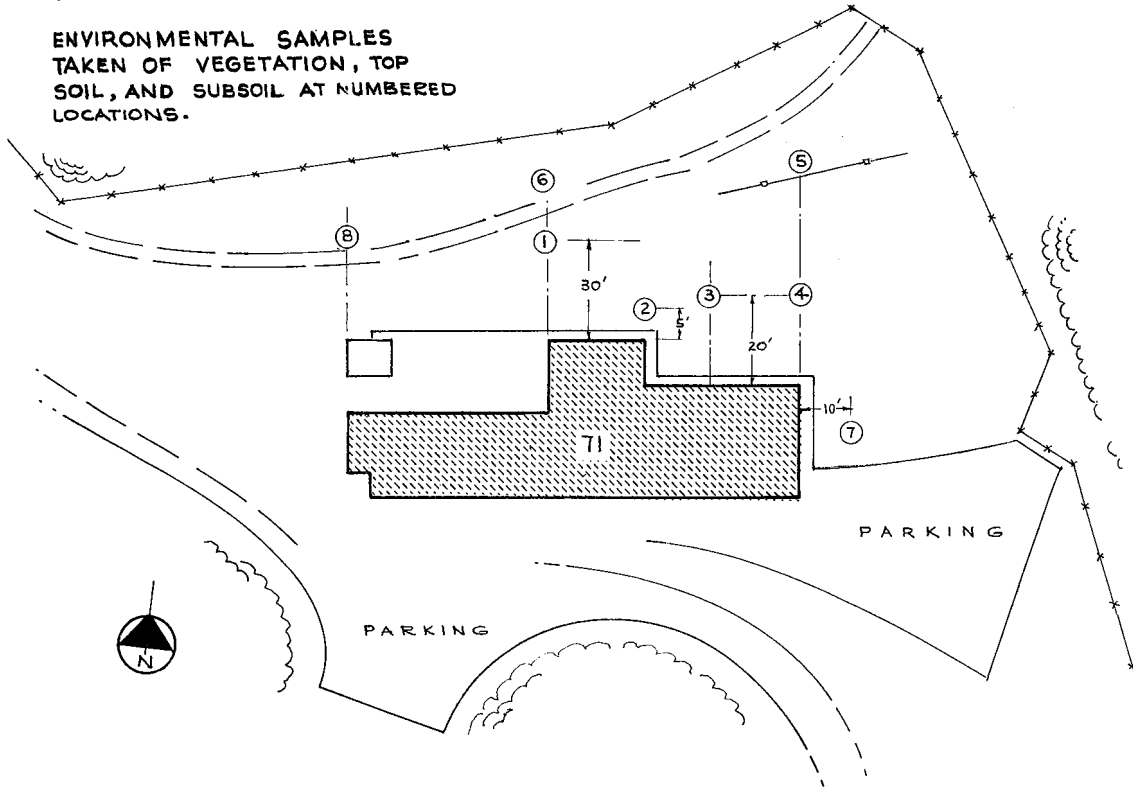 ENVIRONMENTAL SAMPLES
TAKEN OF VEGETATION, TOP
SOIL, AND SUBSOIL AT NUMBERED
LOCATIONS.
5
6
8
1
30'
2
5'
3
4
20'
10'
7
71
PARKING
PARKING
N